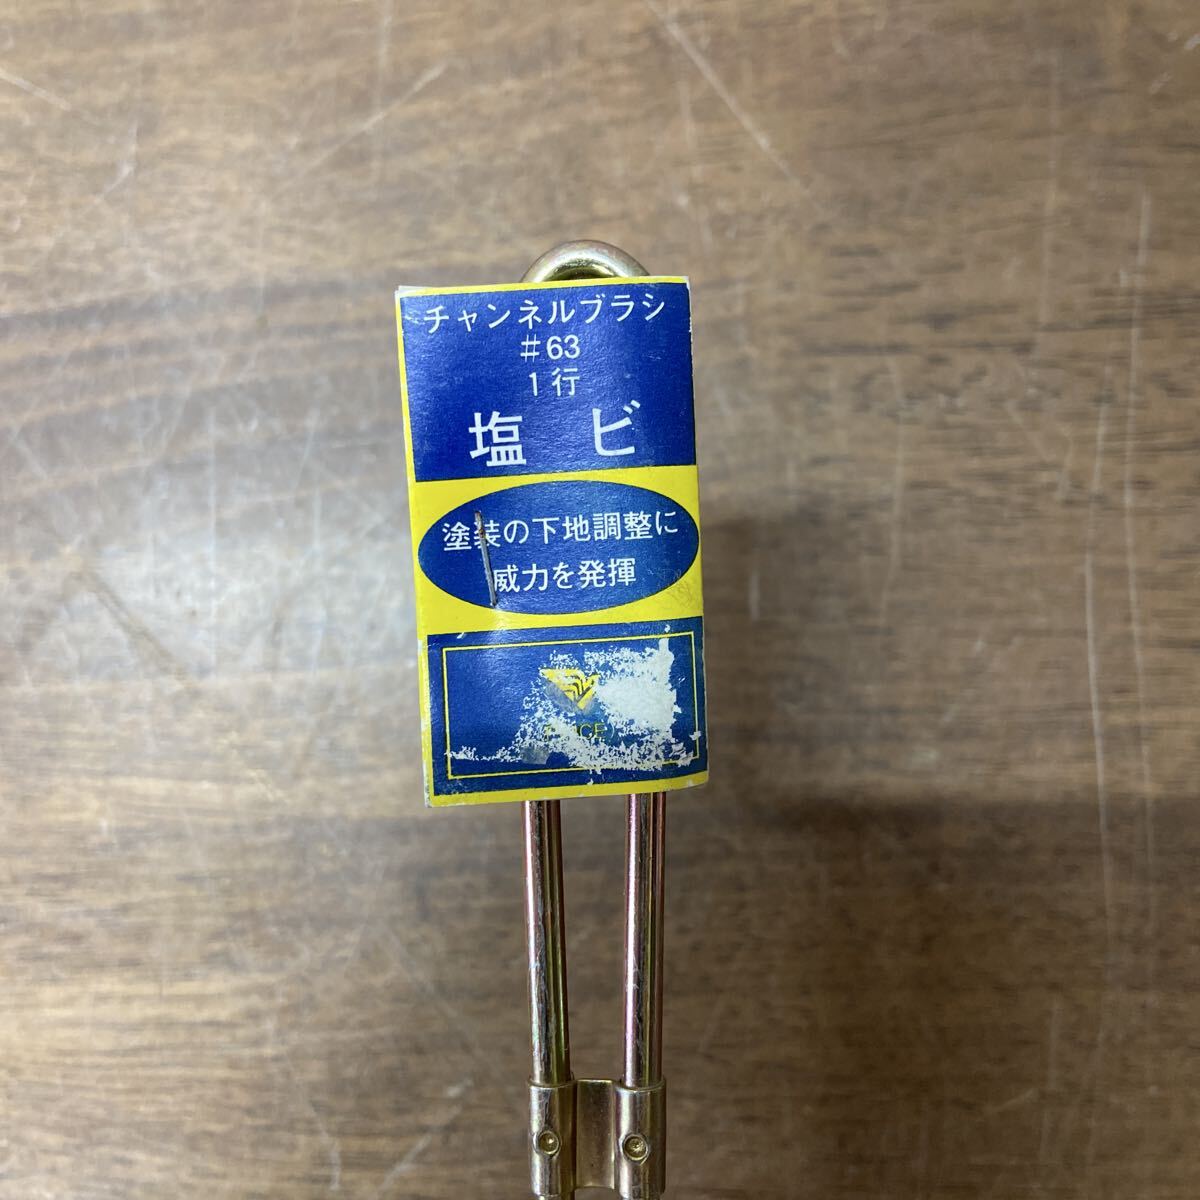 チャンネルブラシ
#63
1行
塩ビ
塗装の下地調整に
威力を発揮